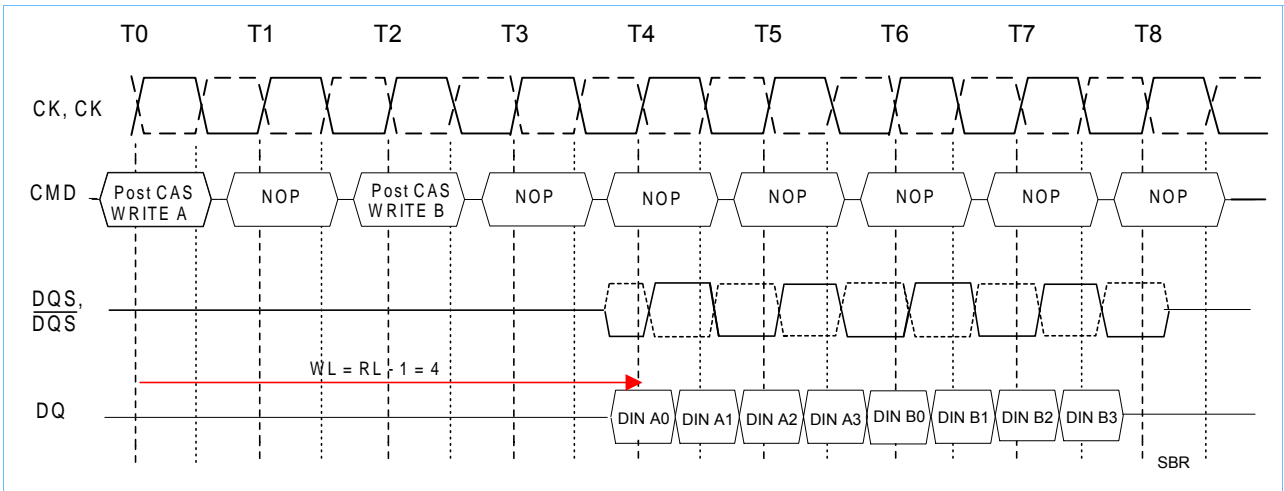 T0 T1 T2 T3 T4 T5 T6 T7 T8
CK, CK
CMD Post CAS NOP Post CAS NOP NOP NOP NOP NOP NOP
WRITE A WRITE B
DQS,
DQS
WL = RL - 1 = 4
DQ DIN A0 DIN A1 DIN A2 DIN A3 DIN B0 DIN B1 DIN B2 DIN B3
SBR